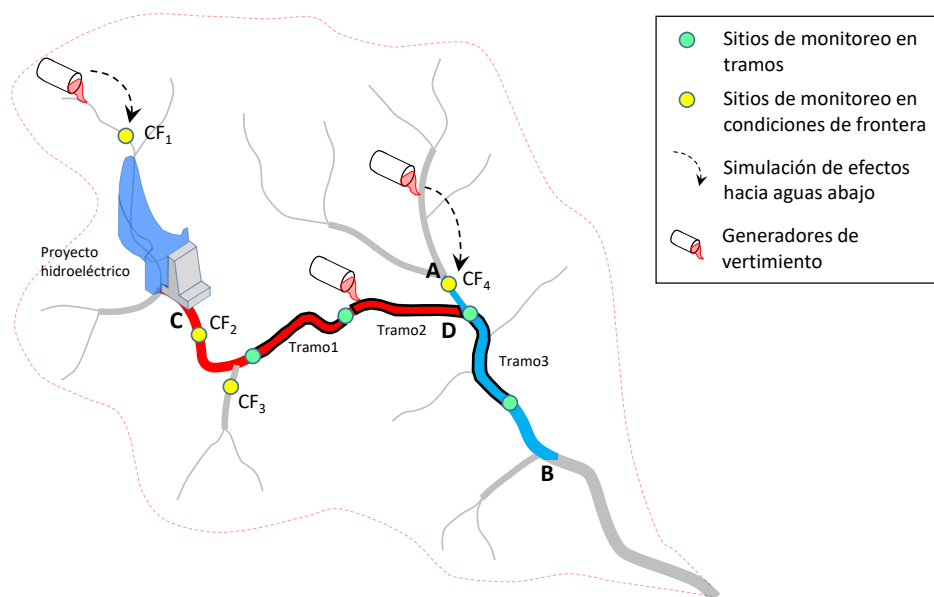 Sitios de monitoreo en
tramos
Sitios de monitoreo en
condiciones de frontera
Simulación de efectos
hacia aguas abajo
Generadores de
vertimiento
CF₁
Proyecto
hidroeléctrico
A
CF₄
C
CF₂
Tramo1
Tramo2
D
Tramo3
CF₃
B